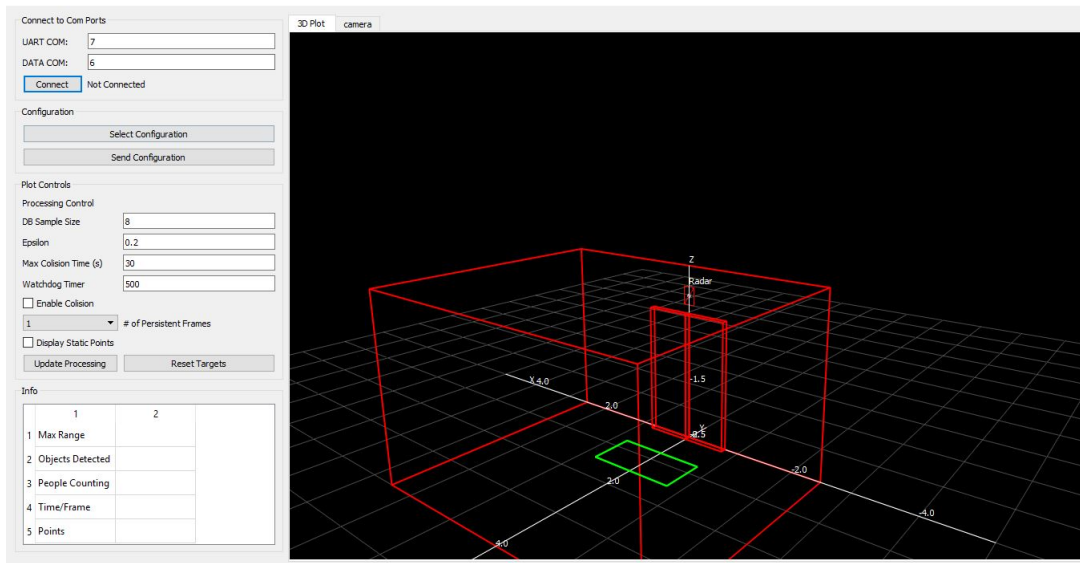 Connect to Com Ports
UART COM: 7
DATA COM: 6
Connect Not Connected
Configuration
Select Configuration
Send Configuration
Plot Controls
Processing Control
DB Sample Size 8
Epsilon 0.2
Max Colision Time (s) 30
Watchdog Timer 500
Enable Colision
1 # of Persistent Frames
Display Static Points
Update Processing Reset Targets
Info
1 2
1 Max Range
2 Objects Detected
3 People Counting
4 Time/Frame
5 Points
3D Plot camera
Z
Radar
-1.5
X 4.0
2.0
Y
-2.0
2.0
-4.0
4.0